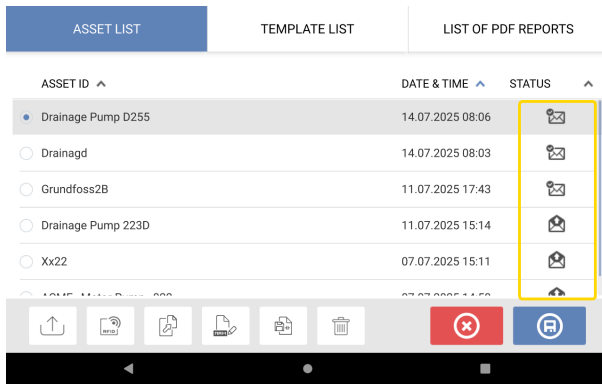 ASSET LIST TEMPLATE LIST LIST OF PDF REPORTS
ASSET ID DATE & TIME STATUS
Drainage Pump D255 14.07.2025 08:06
Drainagd 14.07.2025 08:03
Grundfoss2B 11.07.2025 17:43
Drainage Pump 223D 11.07.2025 15:14
Xx22 07.07.2025 15:11
RFID